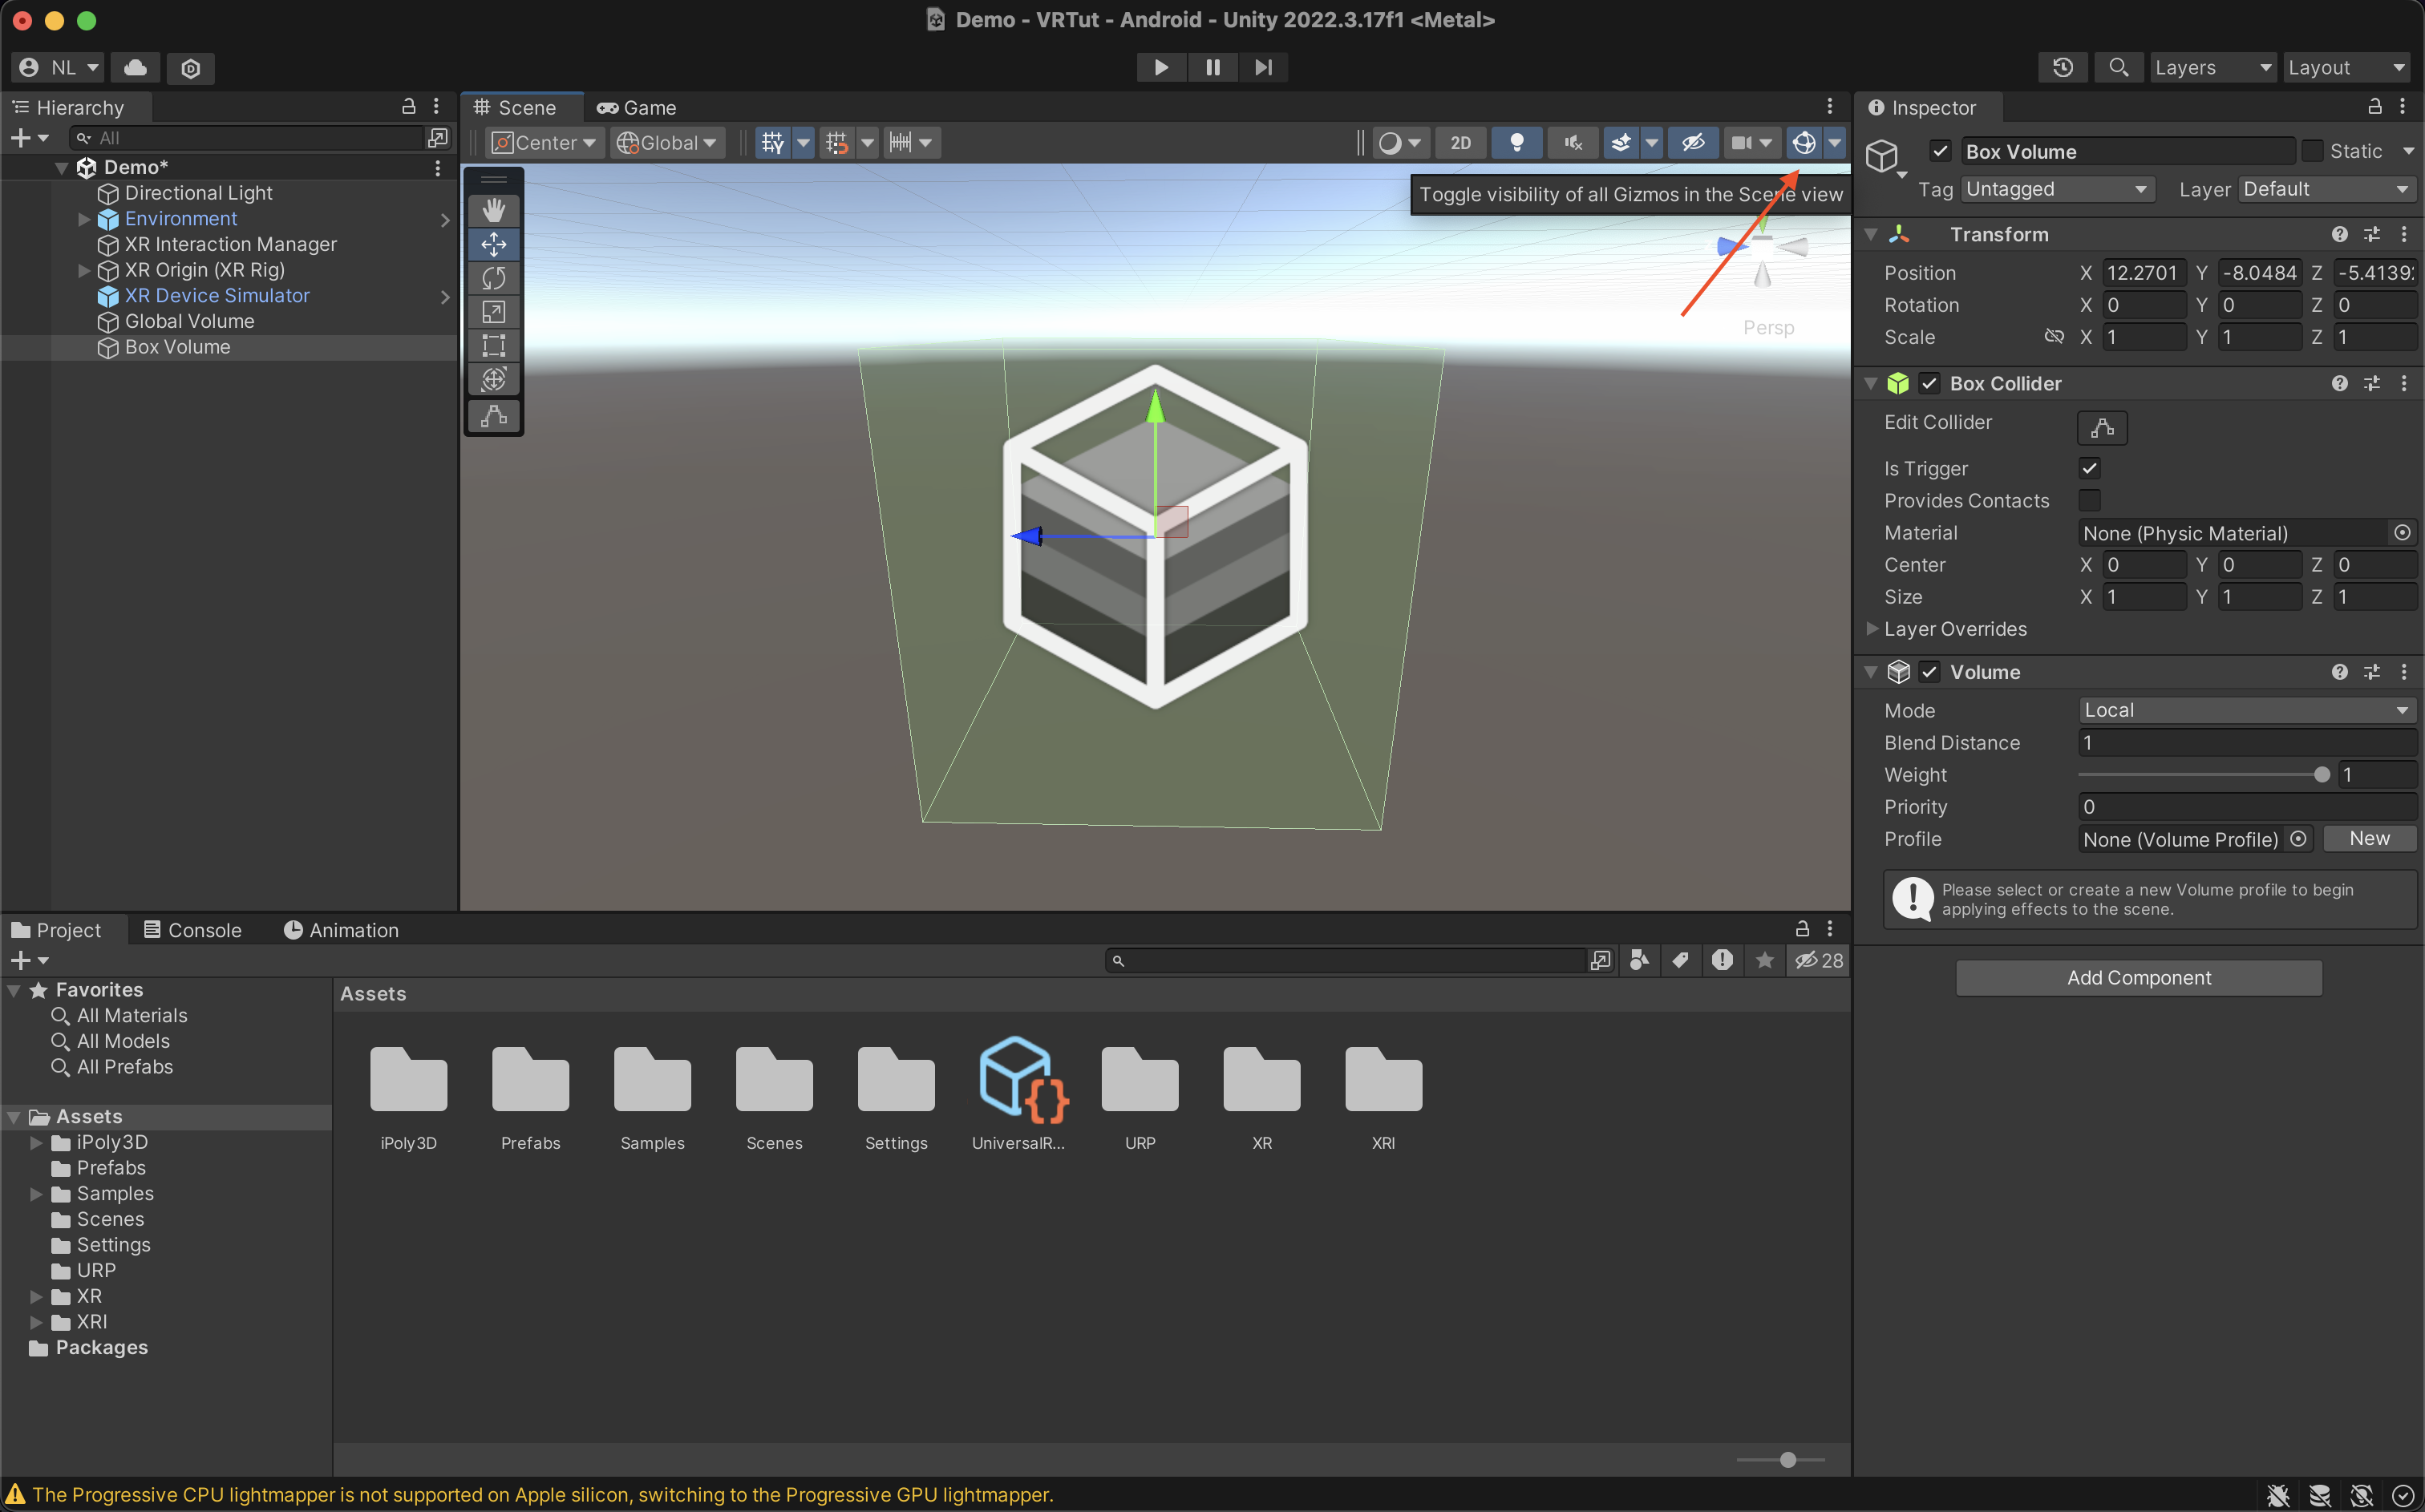 Demo - VRTut - Android - Unity 2022.3.17f1 <Metal>
NL
Layers
Layout
Hierarchy
All
Demo*
Directional Light
Environment
XR Interaction Manager
XR Origin (XR Rig)
XR Device Simulator
Global Volume
Box Volume
Scene
Game
Center
Global
2D
Toggle visibility of all Gizmos in the Scene view
Persp
Inspector
Box Volume
Static
Tag Untagged
Layer Default
Transform
Position X 12.2701 Y -8.0484 Z -5.41392
Rotation X 0 Y 0 Z 0
Scale X 1 Y 1 Z 1
Box Collider
Edit Collider
Is Trigger
Provides Contacts
Material None (Physic Material)
Center X 0 Y 0 Z 0
Size X 1 Y 1 Z 1
Layer Overrides
Volume
Mode Local
Blend Distance 1
Weight 1
Priority 0
Profile None (Volume Profile) New
Please select or create a new Volume profile to begin
applying effects to the scene.
Add Component
Project
Console
Animation
28
Favorites
All Materials
All Models
All Prefabs
Assets
iPoly3D
Prefabs
Samples
Scenes
Settings
URP
XR
XRI
Packages
Assets
iPoly3D
Prefabs
Samples
Scenes
Settings
UniversalR...
URP
XR
XRI
The Progressive CPU lightmapper is not supported on Apple silicon, switching to the Progressive GPU lightmapper.